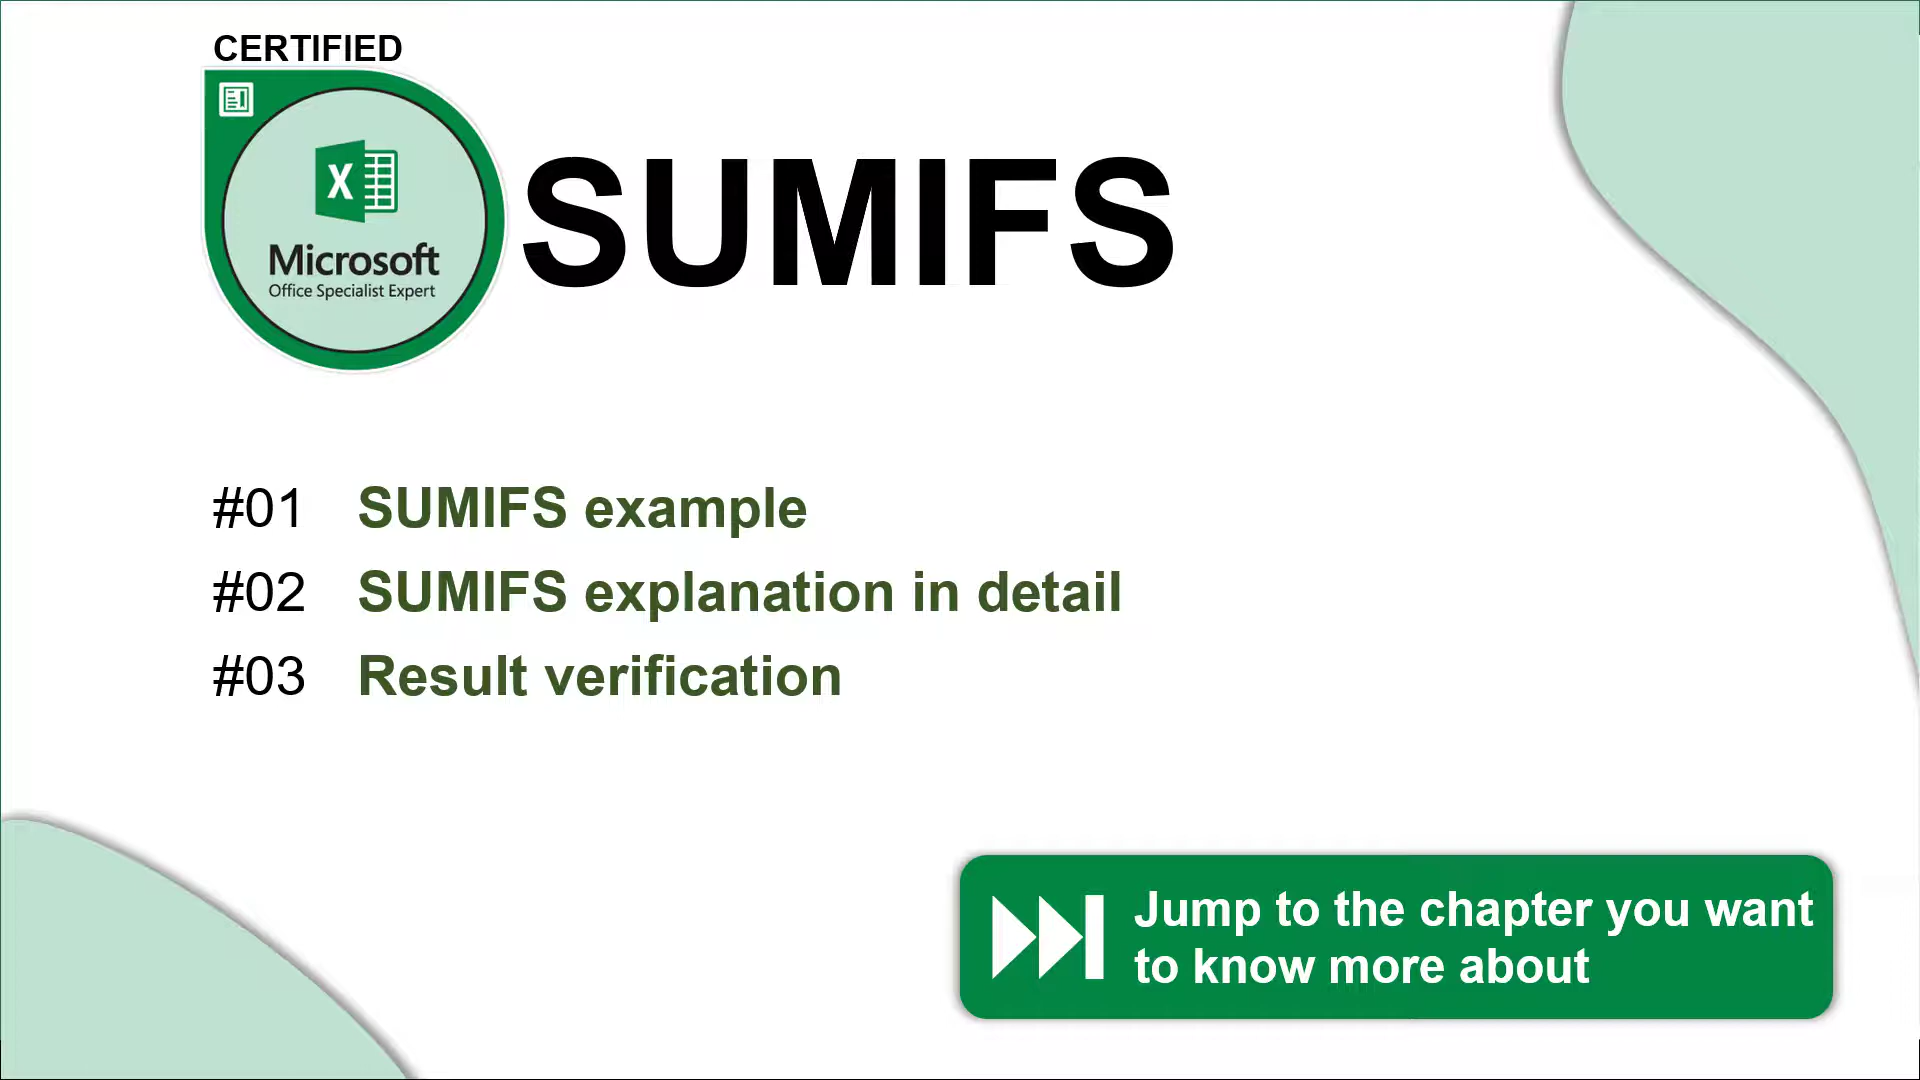 CERTIFIED
X
Microsoft
Office Specialist Expert
SUMIFS
#01 SUMIFS example
#02 SUMIFS explanation in detail
#03 Result verification
Jump to the chapter you want
to know more about